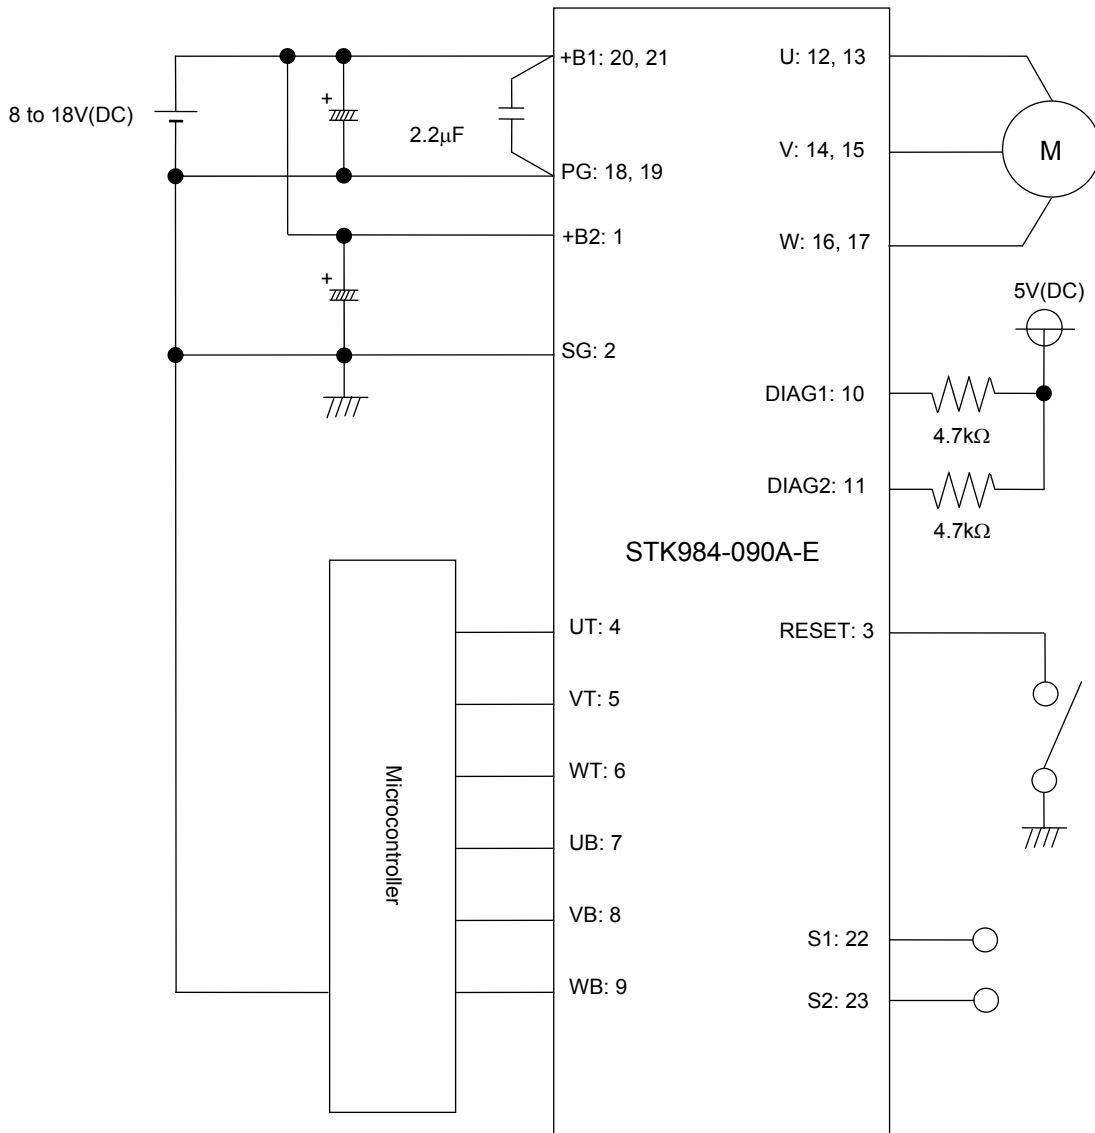 8 to 18V(DC)
+
2.2μF
+
+B1: 20, 21
PG: 18, 19
+B2: 1
SG: 2
U: 12, 13
V: 14, 15
W: 16, 17
M
5V(DC)
DIAG1: 10
4.7kΩ
DIAG2: 11
4.7kΩ
STK984-090A-E
Microcontroller
UT: 4
VT: 5
WT: 6
UB: 7
VB: 8
WB: 9
RESET: 3
S1: 22
S2: 23